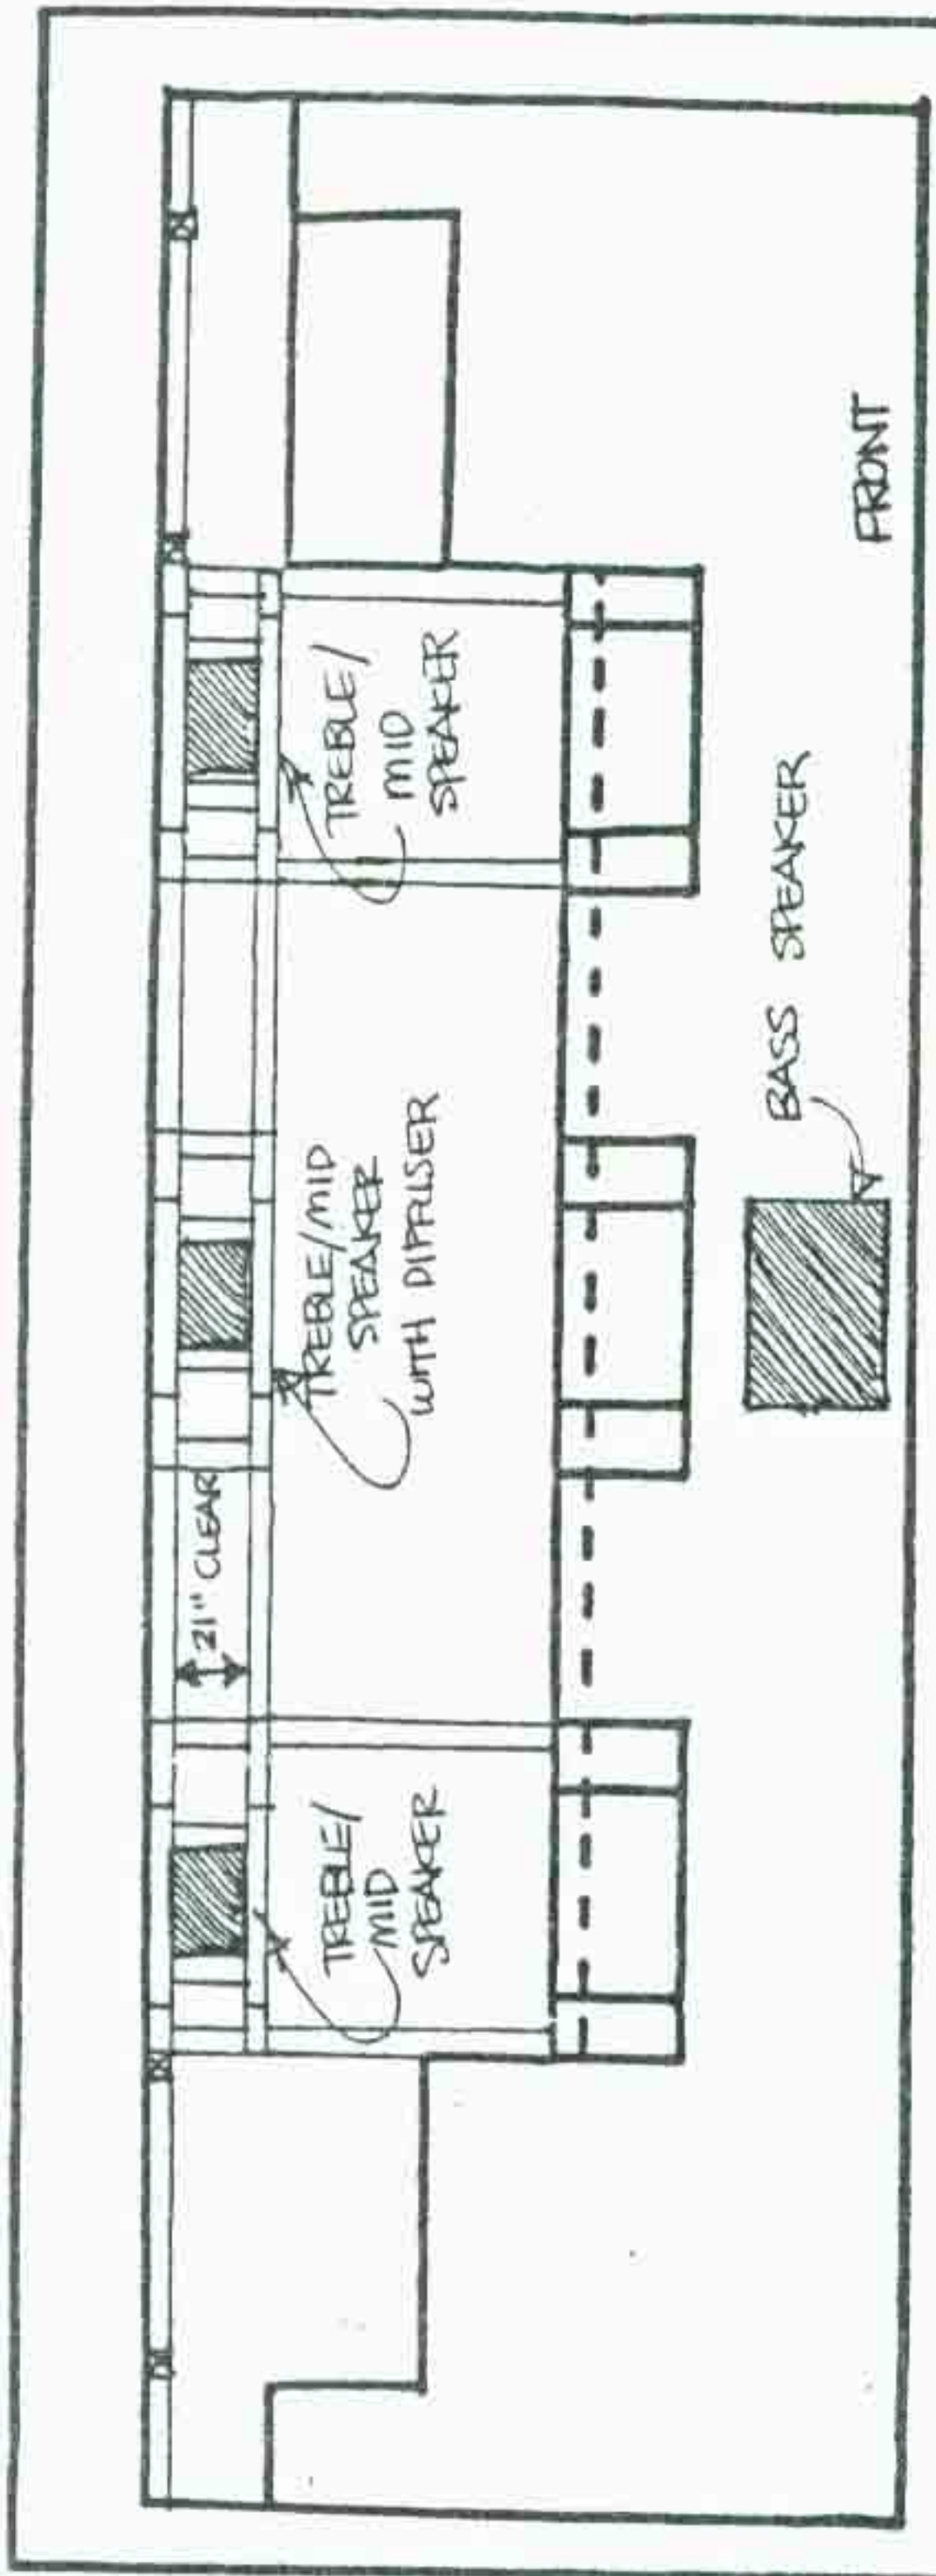 21" CLEAR
TREBLE/
MID
SPEAKER
TREBLE/MID
SPEAKER
WITH DIFFUSER
TREBLE/
MID
SPEAKER
BASS SPEAKER
FRONT